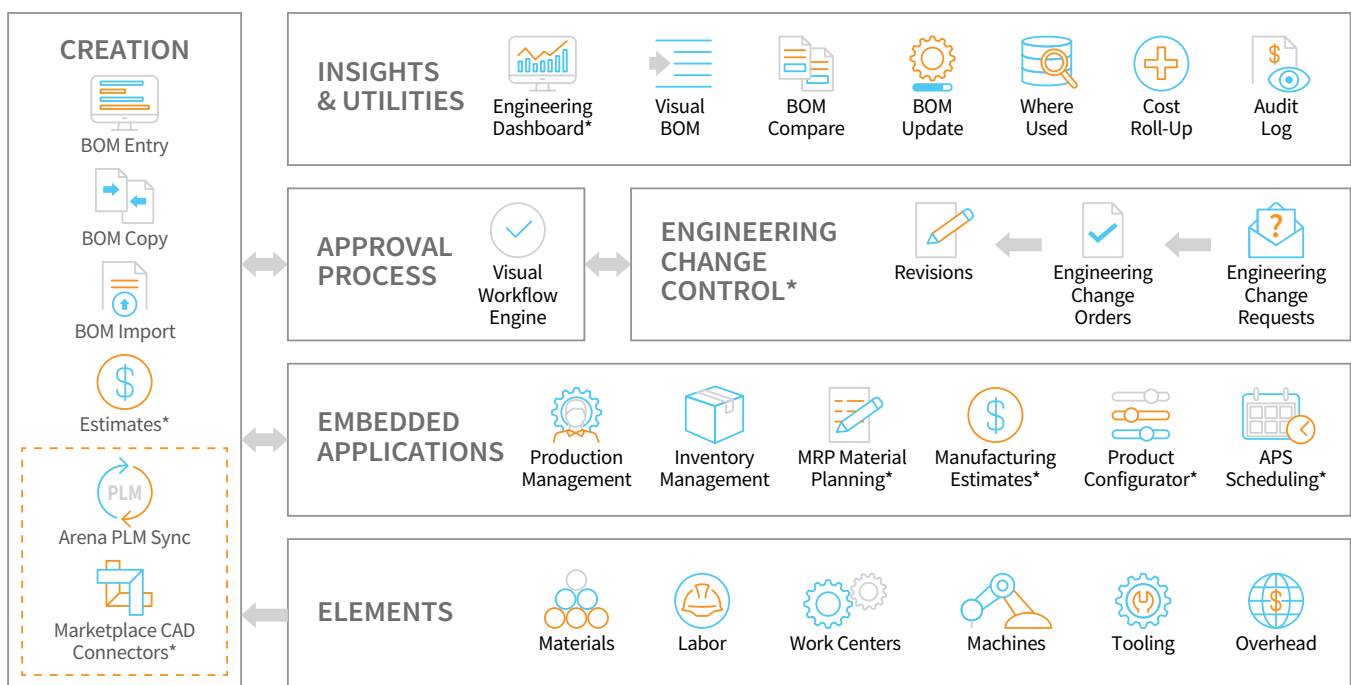 CREATION
BOM Entry
BOM Copy
BOM Import
$
Estimates*
PLM
Arena PLM Sync
Marketplace CAD
Connectors*
INSIGHTS
& UTILITIES
Engineering
Dashboard*
Visual
BOM
BOM
Compare
BOM
Update
Where
Used
Cost
Roll-Up
$
Audit
Log
APPROVAL
PROCESS
Visual
Workflow
Engine
ENGINEERING
CHANGE
CONTROL*
Revisions
Engineering
Change
Orders
?
Engineering
Change
Requests
EMBEDDED
APPLICATIONS
Production
Management
Inventory
Management
MRP Material
Planning*
$
Manufacturing
Estimates*
Product
Configurator*
APS
Scheduling*
ELEMENTS
Materials
Labor
Work Centers
Machines
Tooling
$
Overhead